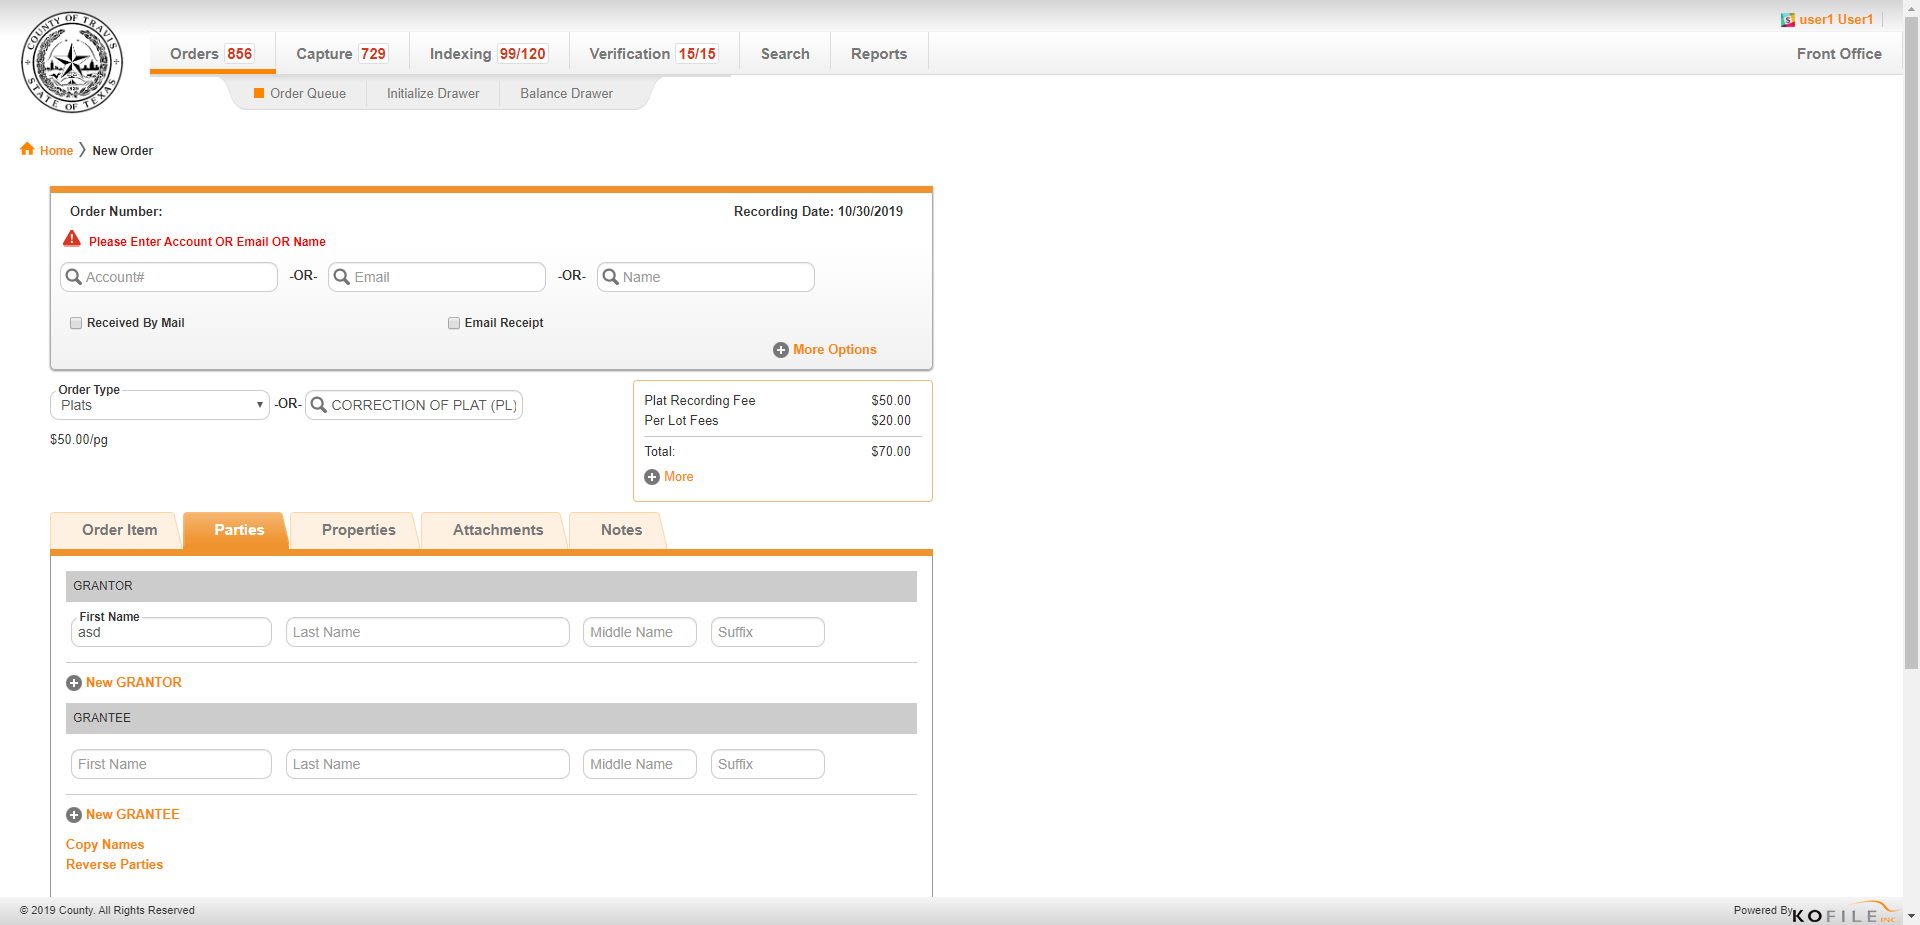 COUNTY OF TRAVIS
STATE OF TEXAS
user1 User1
Orders 856
Capture 729
Indexing 99/120
Verification 15/15
Search
Reports
Front Office
Order Queue
Initialize Drawer
Balance Drawer
Home
New Order
Order Number:
Recording Date: 10/30/2019
Please Enter Account OR Email OR Name
Account#
-OR-
Email
-OR-
Name
Received By Mail
Email Receipt
More Options
Order Type
Plats
-OR-
CORRECTION OF PLAT (PL)
$50.00/pg
Plat Recording Fee $50.00
Per Lot Fees $20.00
Total: $70.00
More
Order Item
Parties
Properties
Attachments
Notes
GRANTOR
First Name
asd
Last Name
Middle Name
Suffix
New GRANTOR
GRANTEE
First Name
Last Name
Middle Name
Suffix
New GRANTEE
Copy Names
Reverse Parties
© 2019 County. All Rights Reserved
Powered By
KOFILE INC.